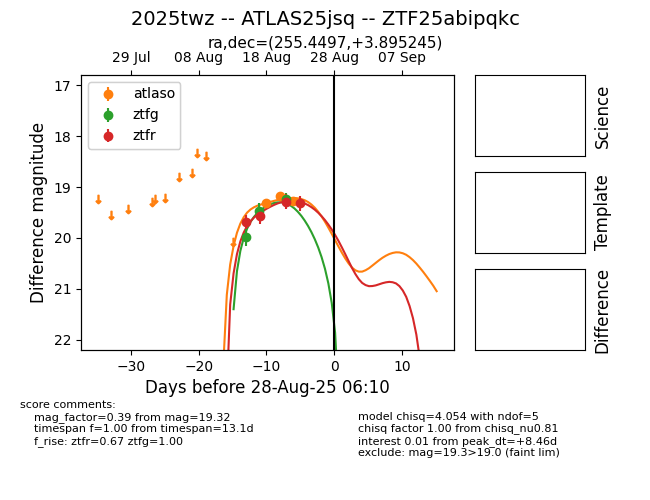 2025twz -- ATLAS25jsq -- ZTF25abipqkc
ra,dec=(255.4497,+3.895245)
29 Jul 08 Aug 18 Aug 28 Aug 07 Sep
17
18
19
20
21
22
Difference magnitude
atlaso
ztfg
ztfr
−30 −20 −10 0 10
Days before 28-Aug-25 06:10
Science
Template
Difference
score comments:
mag_factor=0.39 from mag=19.32
timespan f=1.00 from timespan=13.1d
f_rise: ztfr=0.67 ztfg=1.00
model chisq=4.054 with ndof=5
chisq factor 1.00 from chisq_nu0.81
interest 0.01 from peak_dt=+8.46d
exclude: mag=19.3>19.0 (faint lim)